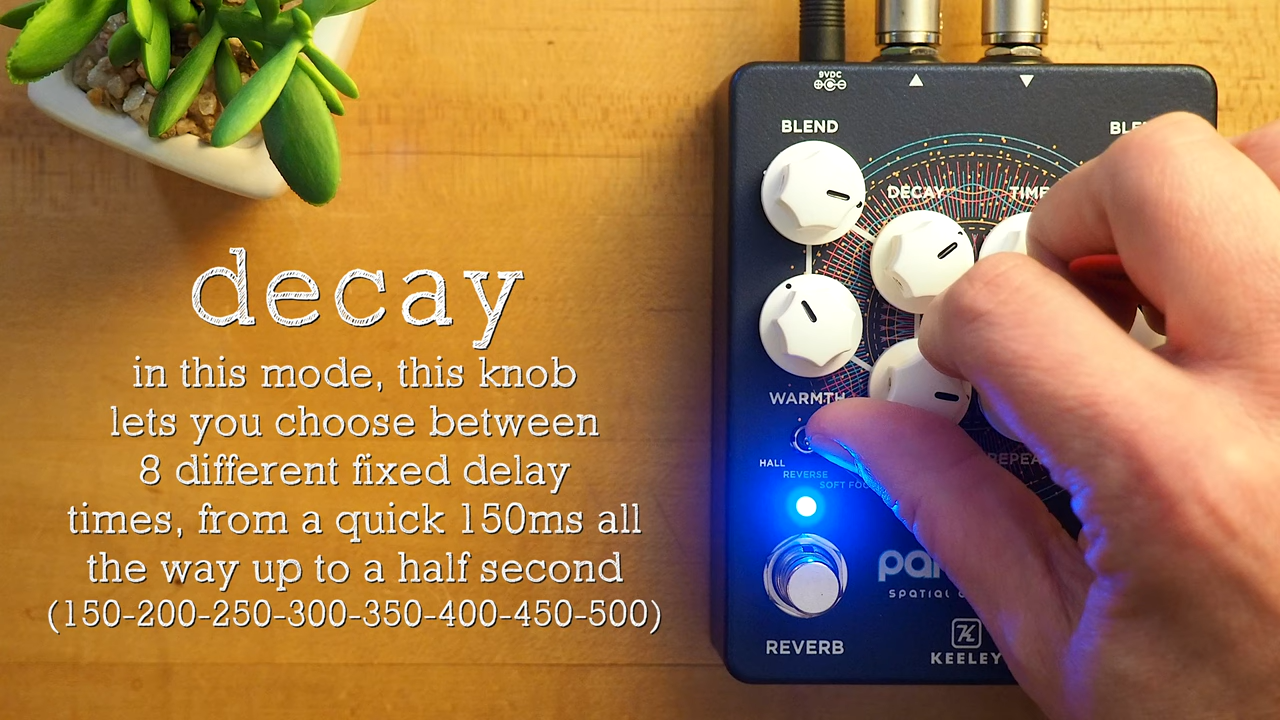 decay
in this mode, this knob
lets you choose between
8 different fixed delay
times, from a quick 150ms all
the way up to a half second
(150-200-250-300-350-400-450-500)
9VDC
BLEND
DECAY
TIME
WARMTH
HALL
REVERSE
REVERB
KEELEY